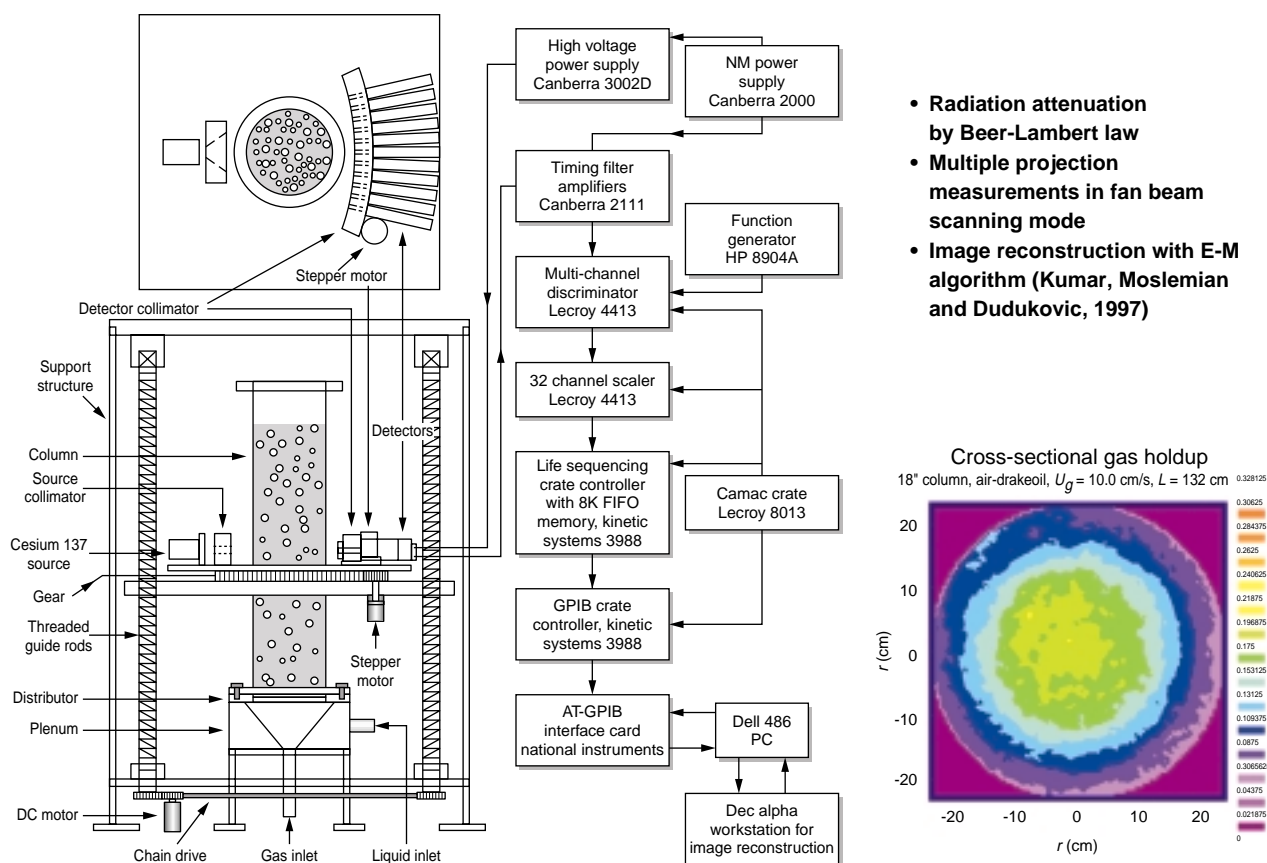 High voltage
power supply
Canberra 3002D
NM power
supply
Canberra 2000
Timing filter
amplifiers
Canberra 2111
Function
generator
HP 8904A
Stepper motor
Multi-channel
discriminator
Lecroy 4413
Detector collimator
Support
structure
32 channel scaler
Lecroy 4413
Detectors
Column
Source
collimator
Life sequencing
crate controller
with 8K FIFO
memory, kinetic
systems 3988
Camac crate
Lecroy 8013
Cesium 137
source
Gear
GPIB crate
controller, kinetic
systems 3988
Threaded
guide rods
Stepper
motor
Distributor
Plenum
AT-GPIB
interface card
national instruments
Dell 486
PC
DC motor
Dec alpha
workstation for
image reconstruction
Chain drive
Gas inlet
Liquid inlet
• Radiation attenuation
by Beer-Lambert law
• Multiple projection
measurements in fan beam
scanning mode
• Image reconstruction with E-M
algorithm (Kumar, Moslemian
and Dudukovic, 1997)
Cross-sectional gas holdup
18" column, air-drakeoil, Ug = 10.0 cm/s, L = 132 cm
20
10
0
-10
-20
r (cm)
-20
-10
0
10
20
r (cm)
0.328125
0.30625
0.284375
0.2625
0.240625
0.21875
0.196875
0.175
0.153125
0.13125
0.109375
0.0875
0.306562
0.04375
0.021875
0